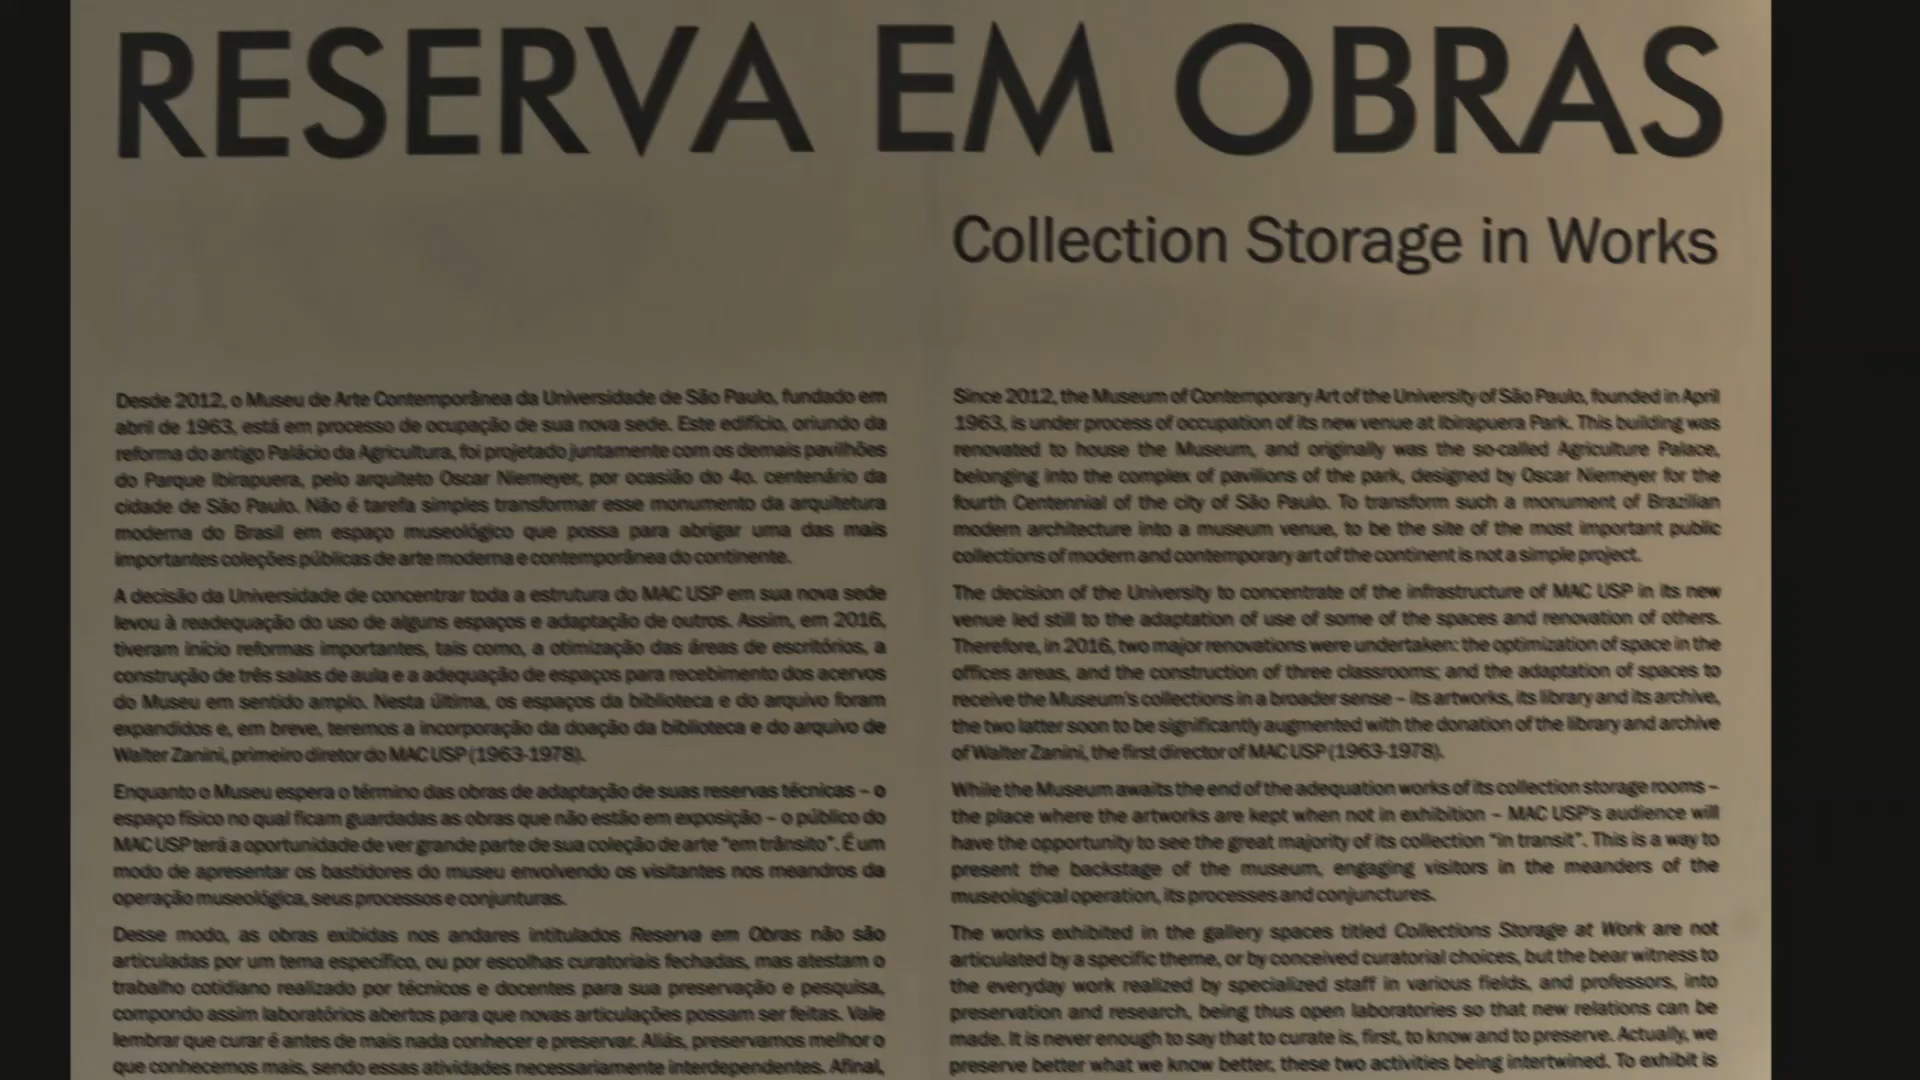 RESERVA EM OBRAS
Collection Storage in Works
Desde 2012, o Museu de Arte Contemporânea da Universidade de São Paulo, fundado em
abril de 1963, está em processo de ocupação de sua nova sede. Este edifício, oriundo da
reforma do antigo Palácio da Agricultura, foi projetado juntamente com os demais pavilhões
do Parque Ibirapuera, pelo arquiteto Oscar Niemeyer, por ocasião do 4o. centenário da
cidade de São Paulo. Não é tarefa simples transformar esse monumento da arquitetura
moderna do Brasil em espaço museológico que possa para abrigar uma das mais
importantes coleções públicas de arte moderna e contemporânea do continente.
A decisão da Universidade de concentrar toda a estrutura do MAC USP em sua nova sede
levou à readequação do uso de alguns espaços e adaptação de outros. Assim, em 2016,
tiveram início reformas importantes, tais como, a otimização das áreas de escritórios, a
construção de três salas de aula e a adequação de espaços para recebimento dos acervos
do Museu em sentido amplo. Nesta última, os espaços da biblioteca e do arquivo foram
expandidos e, em breve, teremos a incorporação da doação da biblioteca e do arquivo de
Walter Zanini, primeiro diretor do MAC USP (1963-1978).
Enquanto o Museu espera o término das obras de adaptação de suas reservas técnicas – o
espaço físico no qual ficam guardadas as obras que não estão em exposição – o público do
MAC USP terá a oportunidade de ver grande parte de sua coleção de arte "em trânsito". É um
modo de apresentar os bastidores do museu envolvendo os visitantes nos meandros da
operação museológica, seus processos e conjunturas.
Desse modo, as obras exibidas nos andares intitulados Reserva em Obras não são
articuladas por um tema específico, ou por escolhas curatoriais fechadas, mas atestam o
trabalho cotidiano realizado por técnicos e docentes para sua preservação e pesquisa,
compondo assim laboratórios abertos para que novas articulações possam ser feitas. Vale
lembrar que curar é antes de mais nada conhecer e preservar. Aliás, preservamos melhor o
que conhecemos mais, sendo essas atividades necessariamente interdependentes. Afinal,
Since 2012, the Museum of Contemporary Art of the University of São Paulo, founded in April
1963, is under process of occupation of its new venue at Ibirapuera Park. This building was
renovated to house the Museum, and originally was the so-called Agriculture Palace,
belonging into the complex of pavilions of the park, designed by Oscar Niemeyer for the
fourth Centennial of the city of São Paulo. To transform such a monument of Brazilian
modern architecture into a museum venue, to be the site of the most important public
collections of modern and contemporary art of the continent is not a simple project.
The decision of the University to concentrate of the infrastructure of MAC USP in its new
venue led still to the adaptation of use of some of the spaces and renovation of others.
Therefore, in 2016, two major renovations were undertaken: the optimization of space in the
offices areas, and the construction of three classrooms; and the adaptation of spaces to
receive the Museum's collections in a broader sense – its artworks, its library and its archive,
the two latter soon to be significantly augmented with the donation of the library and archive
of Walter Zanini, the first director of MAC USP (1963-1978).
While the Museum awaits the end of the adequation works of its collection storage rooms –
the place where the artworks are kept when not in exhibition – MAC USP's audience will
have the opportunity to see the great majority of its collection "in transit". This is a way to
present the backstage of the museum, engaging visitors in the meanders of the
museological operation, its processes and conjunctures.
The works exhibited in the gallery spaces titled Collections Storage at Work are not
articulated by a specific theme, or by conceived curatorial choices, but the bear witness to
the everyday work realized by specialized staff in various fields, and professors, into
preservation and research, being thus open laboratories so that new relations can be
made. It is never enough to say that to curate is, first, to know and to preserve. Actually, we
preserve better what we know better, these two activities being intertwined. To exhibit is